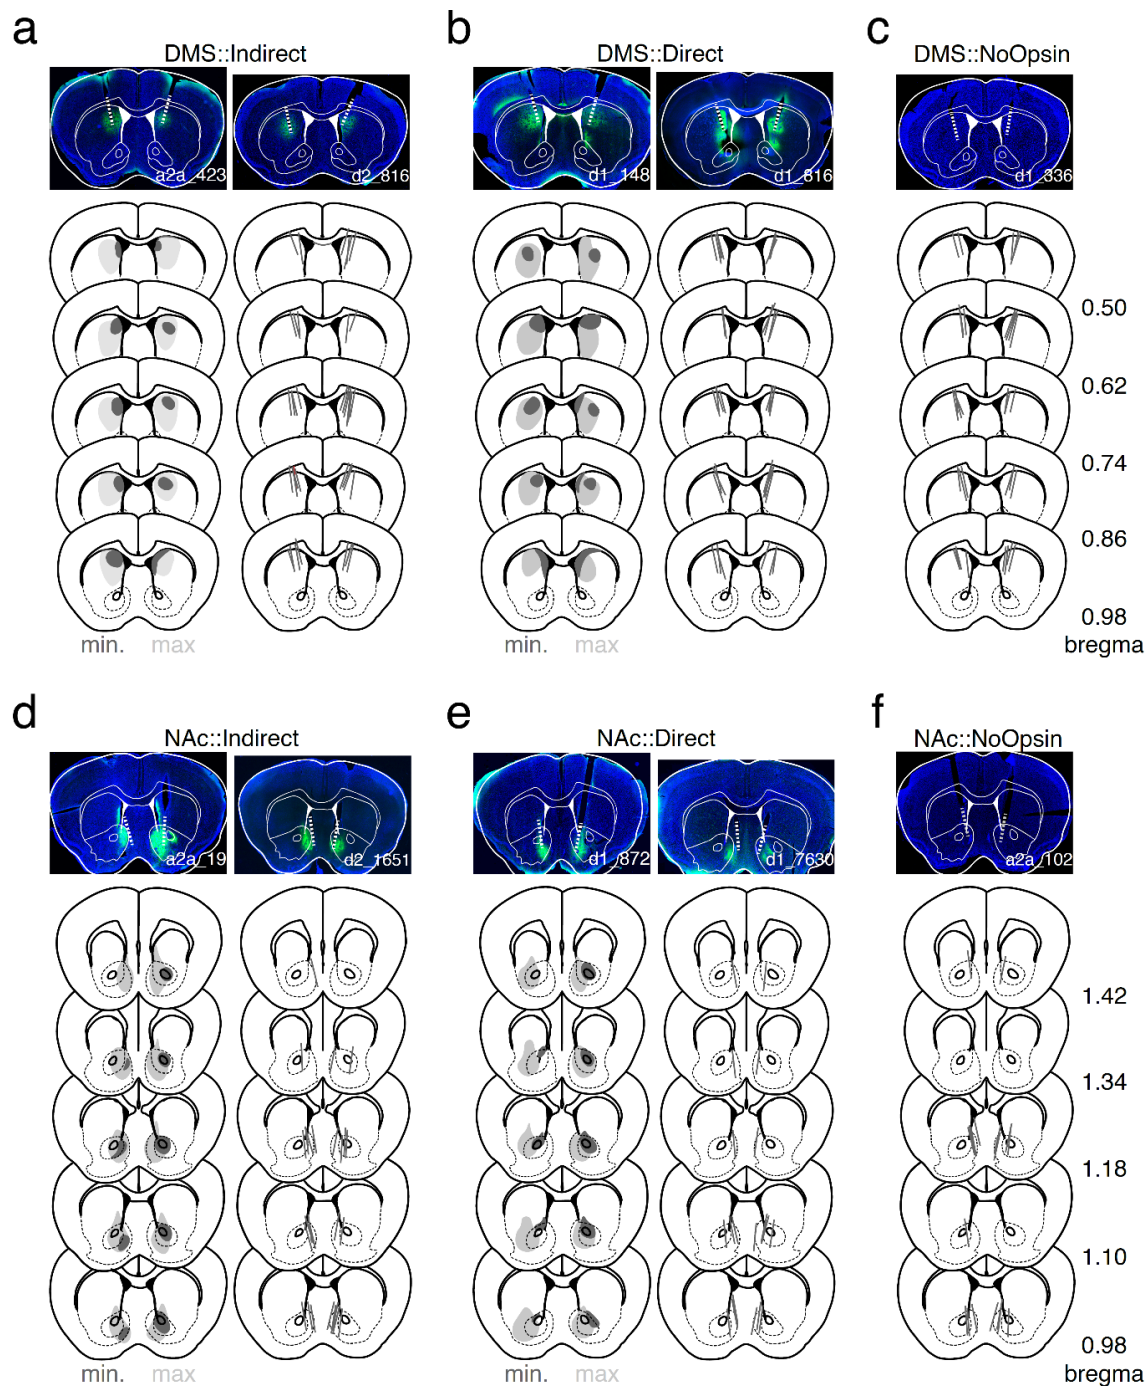 a
DMS::Indirect
a2a_423
d2_816
b
DMS::Direct
d1_148
d1_816
c
DMS::NoOpsin
d1_336
0.50
0.62
0.74
0.86
0.98
min. max
min. max
bregma
d
NAc::Indirect
a2a_19
d2_1651
e
NAc::Direct
d1_872
d1_7630
f
NAc::NoOpsin
a2a_102
1.42
1.34
1.18
1.10
0.98
min. max
min. max
bregma